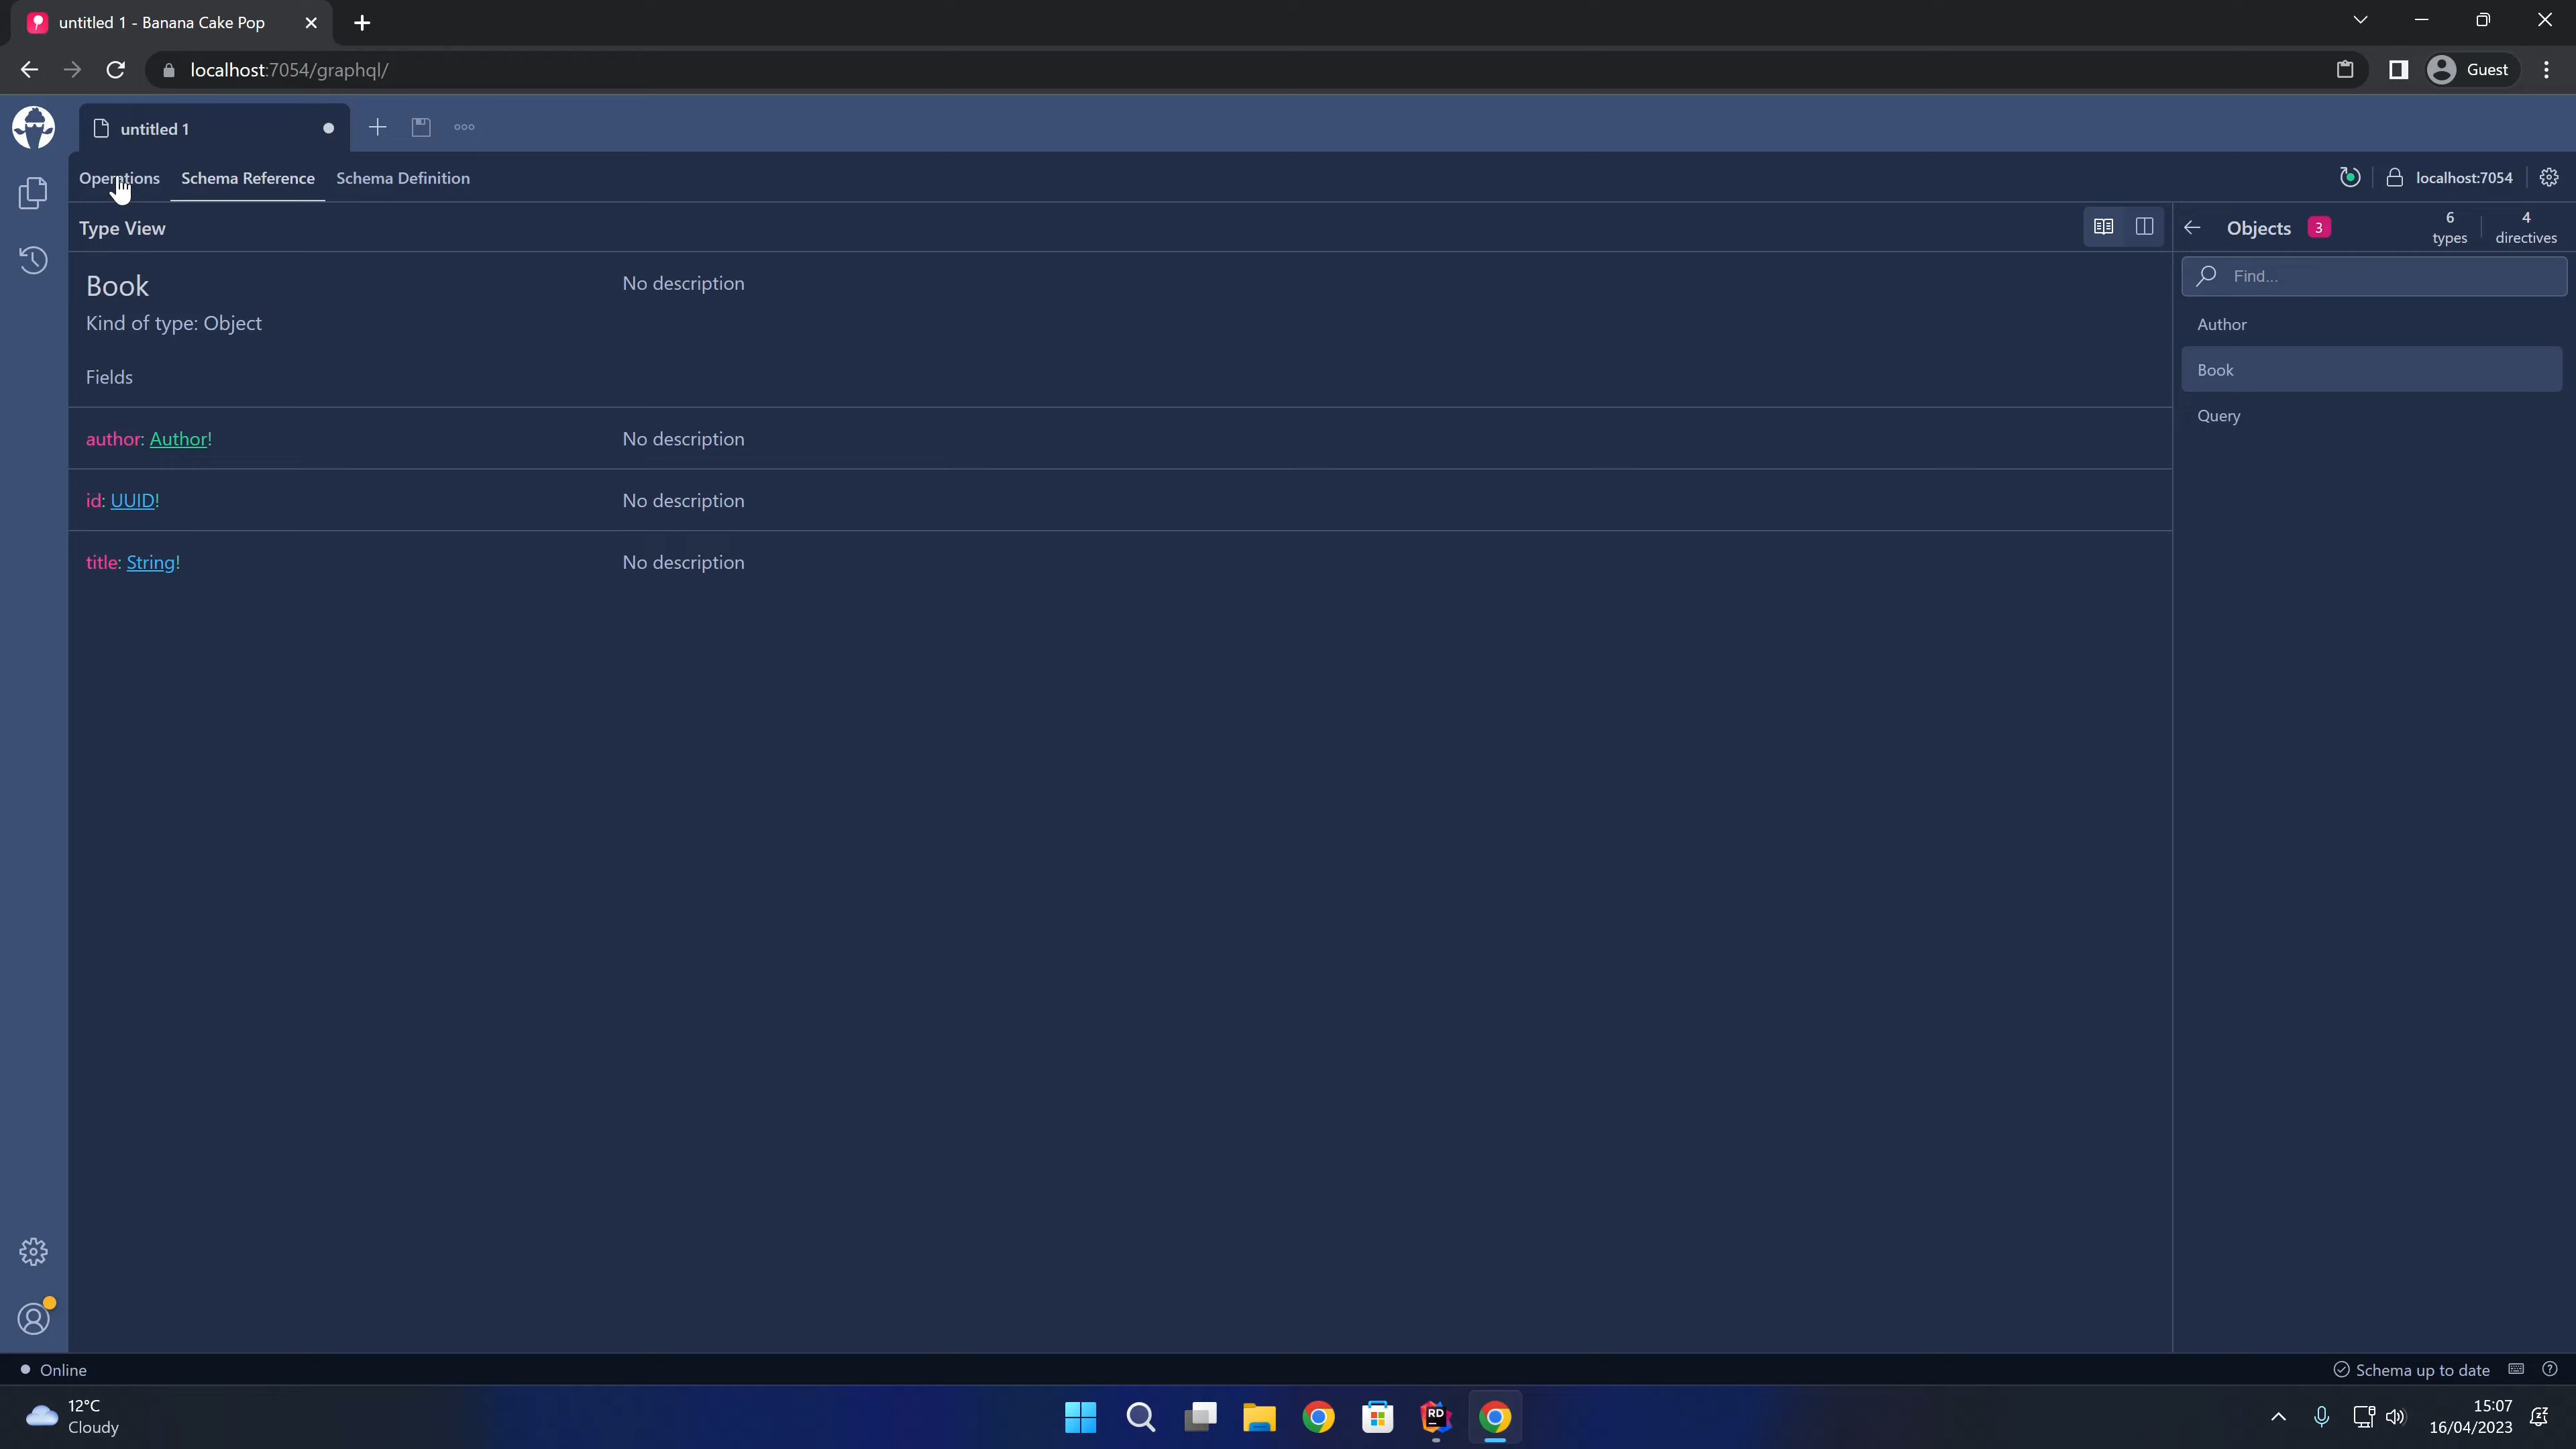 untitled 1 - Banana Cake Pop
localhost:7054/graphql/
Guest
untitled 1
Operations Schema Reference Schema Definition
localhost:7054
Type View
Objects 3
6 types
4 directives
Book
No description
Find...
Kind of type: Object
Author
Book
Fields
Query
author: Author!
No description
id: UUID!
No description
title: String!
No description
Online
Schema up to date
12°C
Cloudy
RD
15:07
16/04/2023